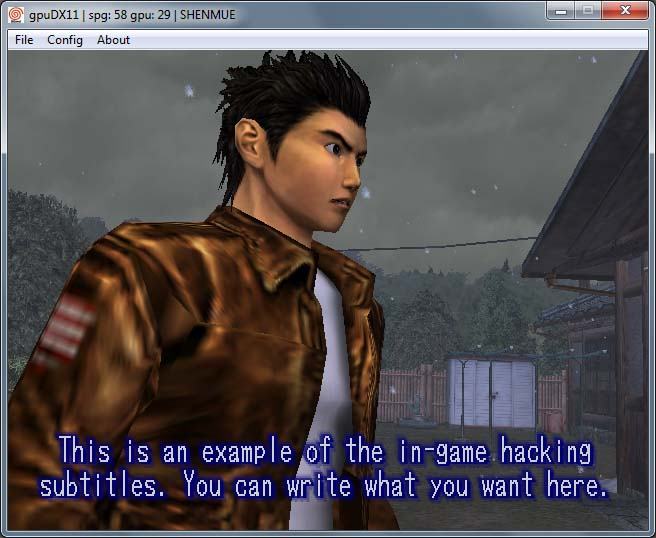 gpuDX11 | spg: 58 gpu: 29 | SHENMUE
File Config About
This is an example of the in-game hacking
subtitles. You can write what you want here.